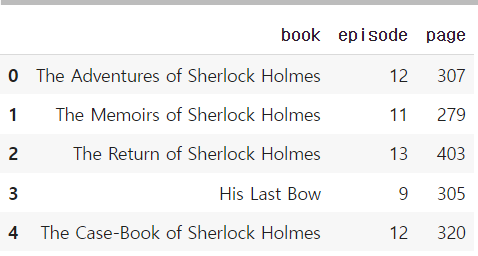 book episode page
0 The Adventures of Sherlock Holmes 12 307
1 The Memoirs of Sherlock Holmes 11 279
2 The Return of Sherlock Holmes 13 403
3 His Last Bow 9 305
4 The Case-Book of Sherlock Holmes 12 320